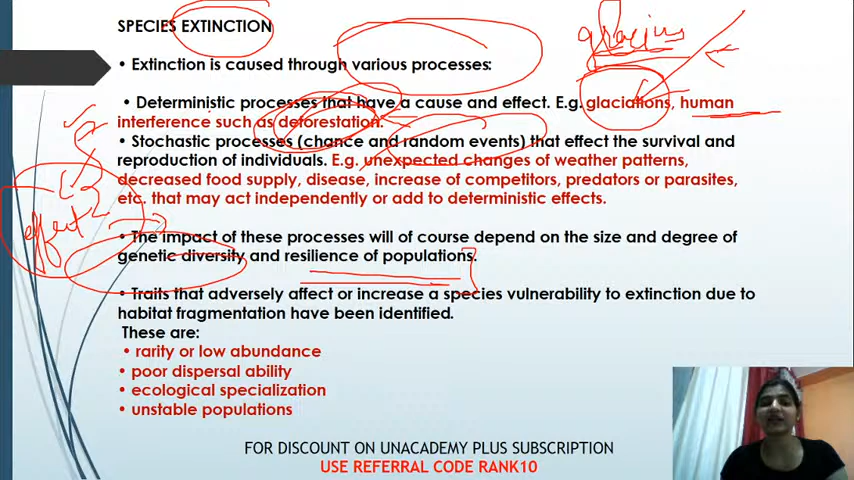 SPECIES EXTINCTION
glaciers
• Extinction is caused through various processes:
• Deterministic processes that have a cause and effect. E.g. glaciations, human
interference such as deforestation.
• Stochastic processes (chance and random events) that effect the survival and
reproduction of individuals. E.g. unexpected changes of weather patterns,
decreased food supply, disease, increase of competitors, predators or parasites,
etc. that may act independently or add to deterministic effects.
effect
• The impact of these processes will of course depend on the size and degree of
genetic diversity and resilience of populations.
• Traits that adversely affect or increase a species vulnerability to extinction due to
habitat fragmentation have been identified.
These are:
• rarity or low abundance
• poor dispersal ability
• ecological specialization
• unstable populations
FOR DISCOUNT ON UNACADEMY PLUS SUBSCRIPTION
USE REFERRAL CODE RANK10